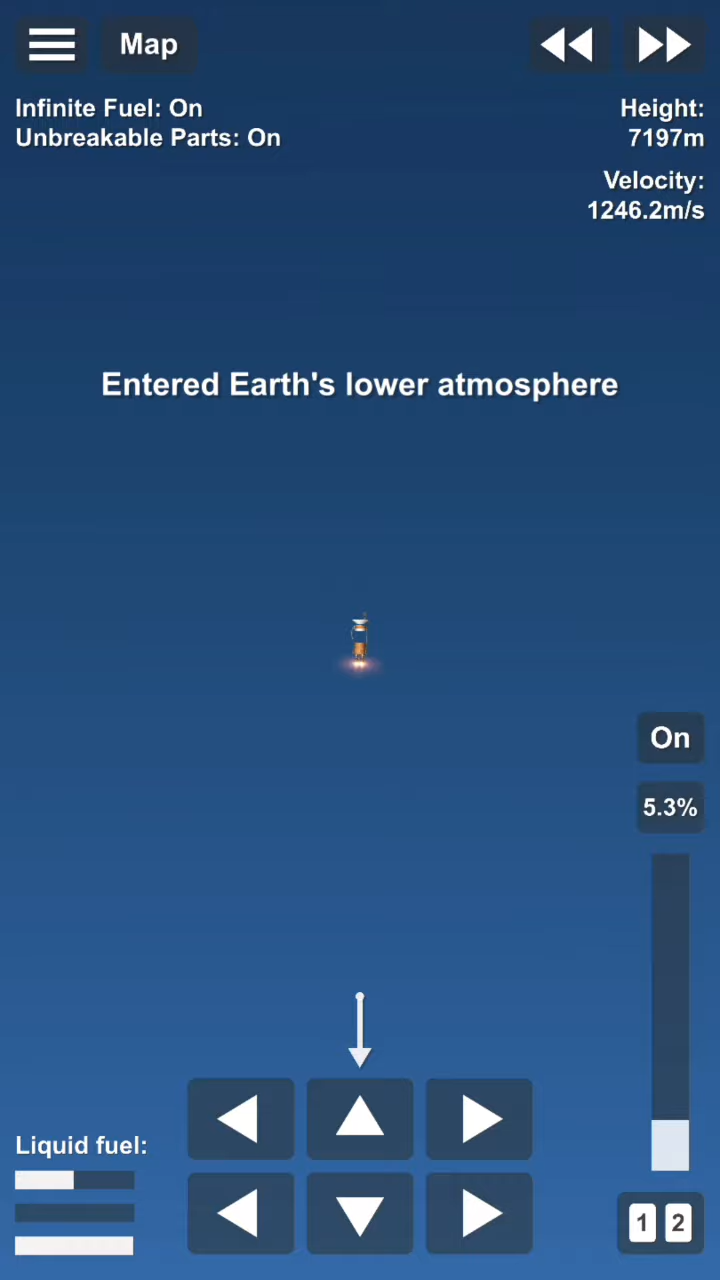 Map
Infinite Fuel: On
Unbreakable Parts: On
Height:
7197m
Velocity:
1246.2m/s
Entered Earth's lower atmosphere
On
5.3%
Liquid fuel:
1 2